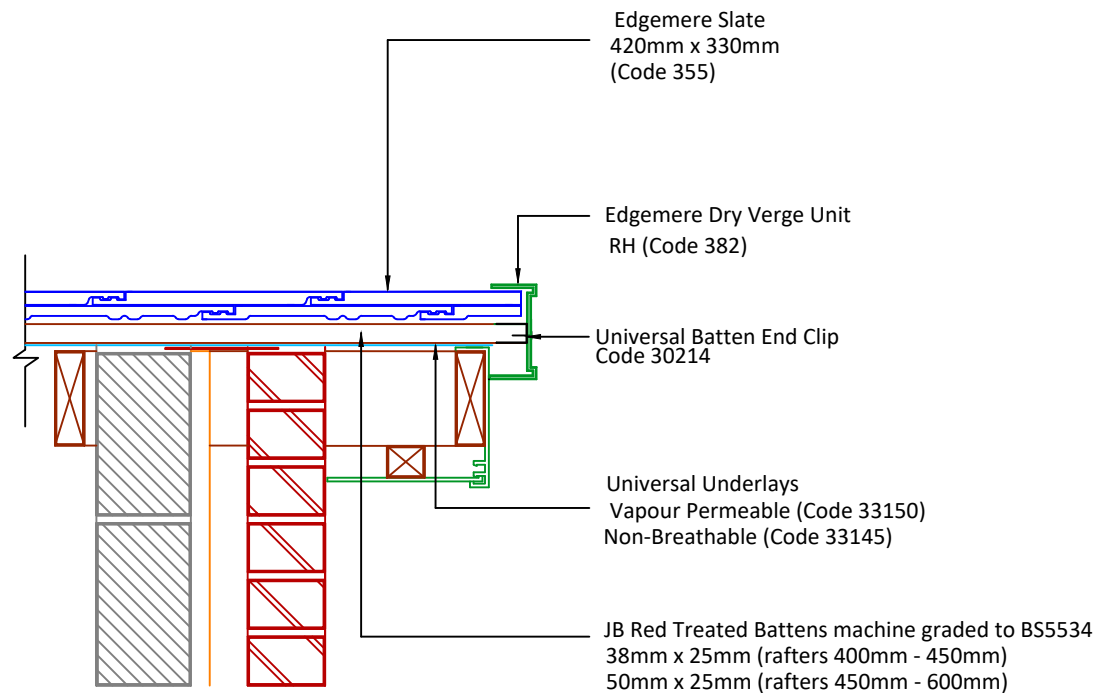 Edgemere Slate
420mm x 330mm
(Code 355)
Edgemere Dry Verge Unit
RH (Code 382)
Universal Batten End Clip
Code 30214
Universal Underlays
Vapour Permeable (Code 33150)
Non-Breathable (Code 33145)
JB Red Treated Battens machine graded to BS5534
38mm x 25mm (rafters 400mm - 450mm)
50mm x 25mm (rafters 450mm - 600mm)